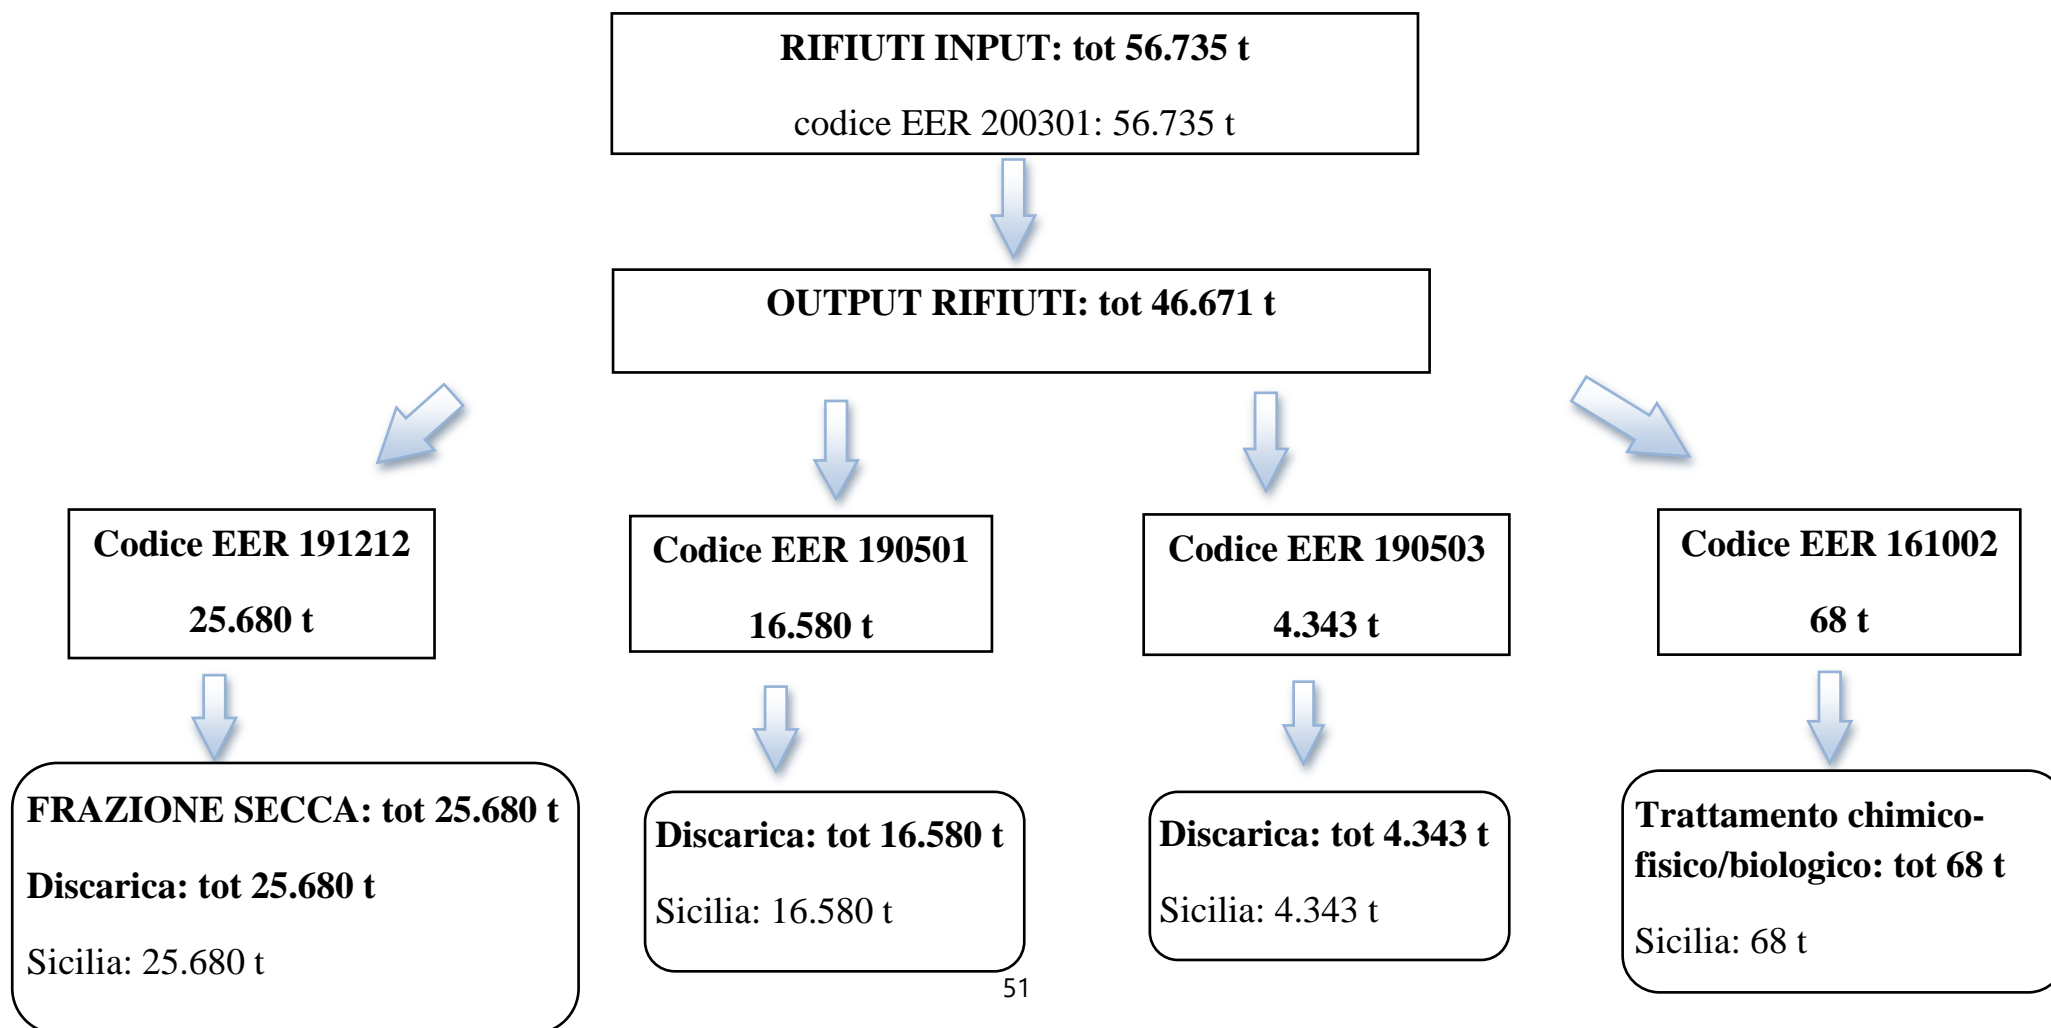 RIFIUTI INPUT: tot 56.735 t
codice EER 200301: 56.735 t
OUTPUT RIFIUTI: tot 46.671 t
Codice EER 191212
25.680 t
Codice EER 190501
16.580 t
Codice EER 190503
4.343 t
Codice EER 161002
68 t
FRAZIONE SECCA: tot 25.680 t
Discarica: tot 25.680 t
Sicilia: 25.680 t
Discarica: tot 16.580 t
Sicilia: 16.580 t
Discarica: tot 4.343 t
Sicilia: 4.343 t
Trattamento chimico-
fisico/biologico: tot 68 t
Sicilia: 68 t
51